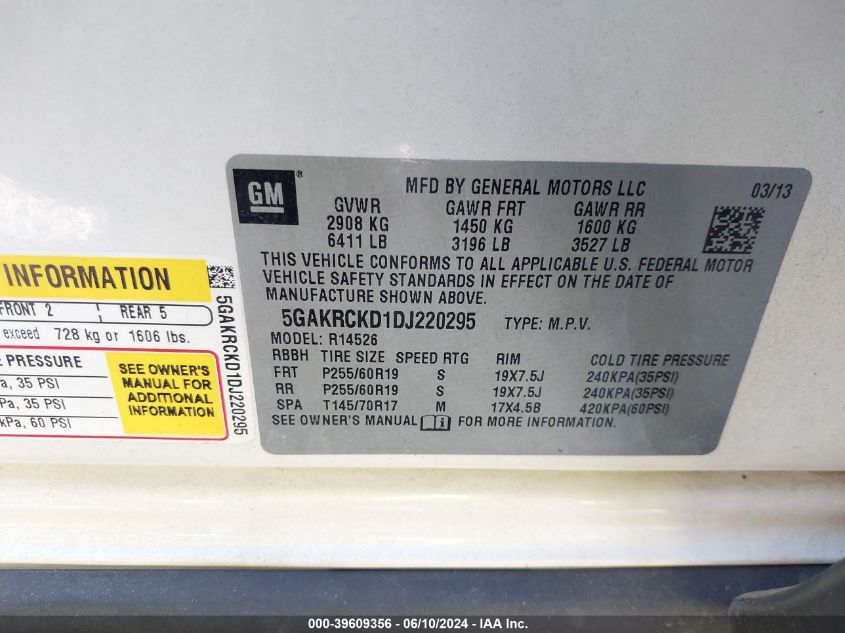 GM ®
MFD BY GENERAL MOTORS LLC 03/13
GVWR GAWR FRT GAWR RR
2908 KG 1450 KG 1600 KG
6411 LB 3196 LB 3527 LB
THIS VEHICLE CONFORMS TO ALL APPLICABLE U.S. FEDERAL MOTOR
VEHICLE SAFETY STANDARDS IN EFFECT ON THE DATE OF
MANUFACTURE SHOWN ABOVE.
5GAKRCKD1DJ220295 TYPE: M.P.V.
MODEL: R14526
RBBH TIRE SIZE SPEED RTG RIM COLD TIRE PRESSURE
FRT P255/60R19 S 19X7.5J 240KPA(35PSI)
RR P255/60R19 S 19X7.5J 240KPA(35PSI)
SPA T145/70R17 M 17X4.5B 420KPA(60PSI)
SEE OWNER'S MANUAL FOR MORE INFORMATION.
INFORMATION
FRONT 2 REAR 5
exceed 728 kg or 1606 lbs.
PRESSURE
a, 35 PSI
Pa, 35 PSI
kPa, 60 PSI
SEE OWNER'S
MANUAL FOR
ADDITIONAL
INFORMATION
5GAKRCKD1DJ220295
000-39609356 - 06/10/2024 - IAA Inc.